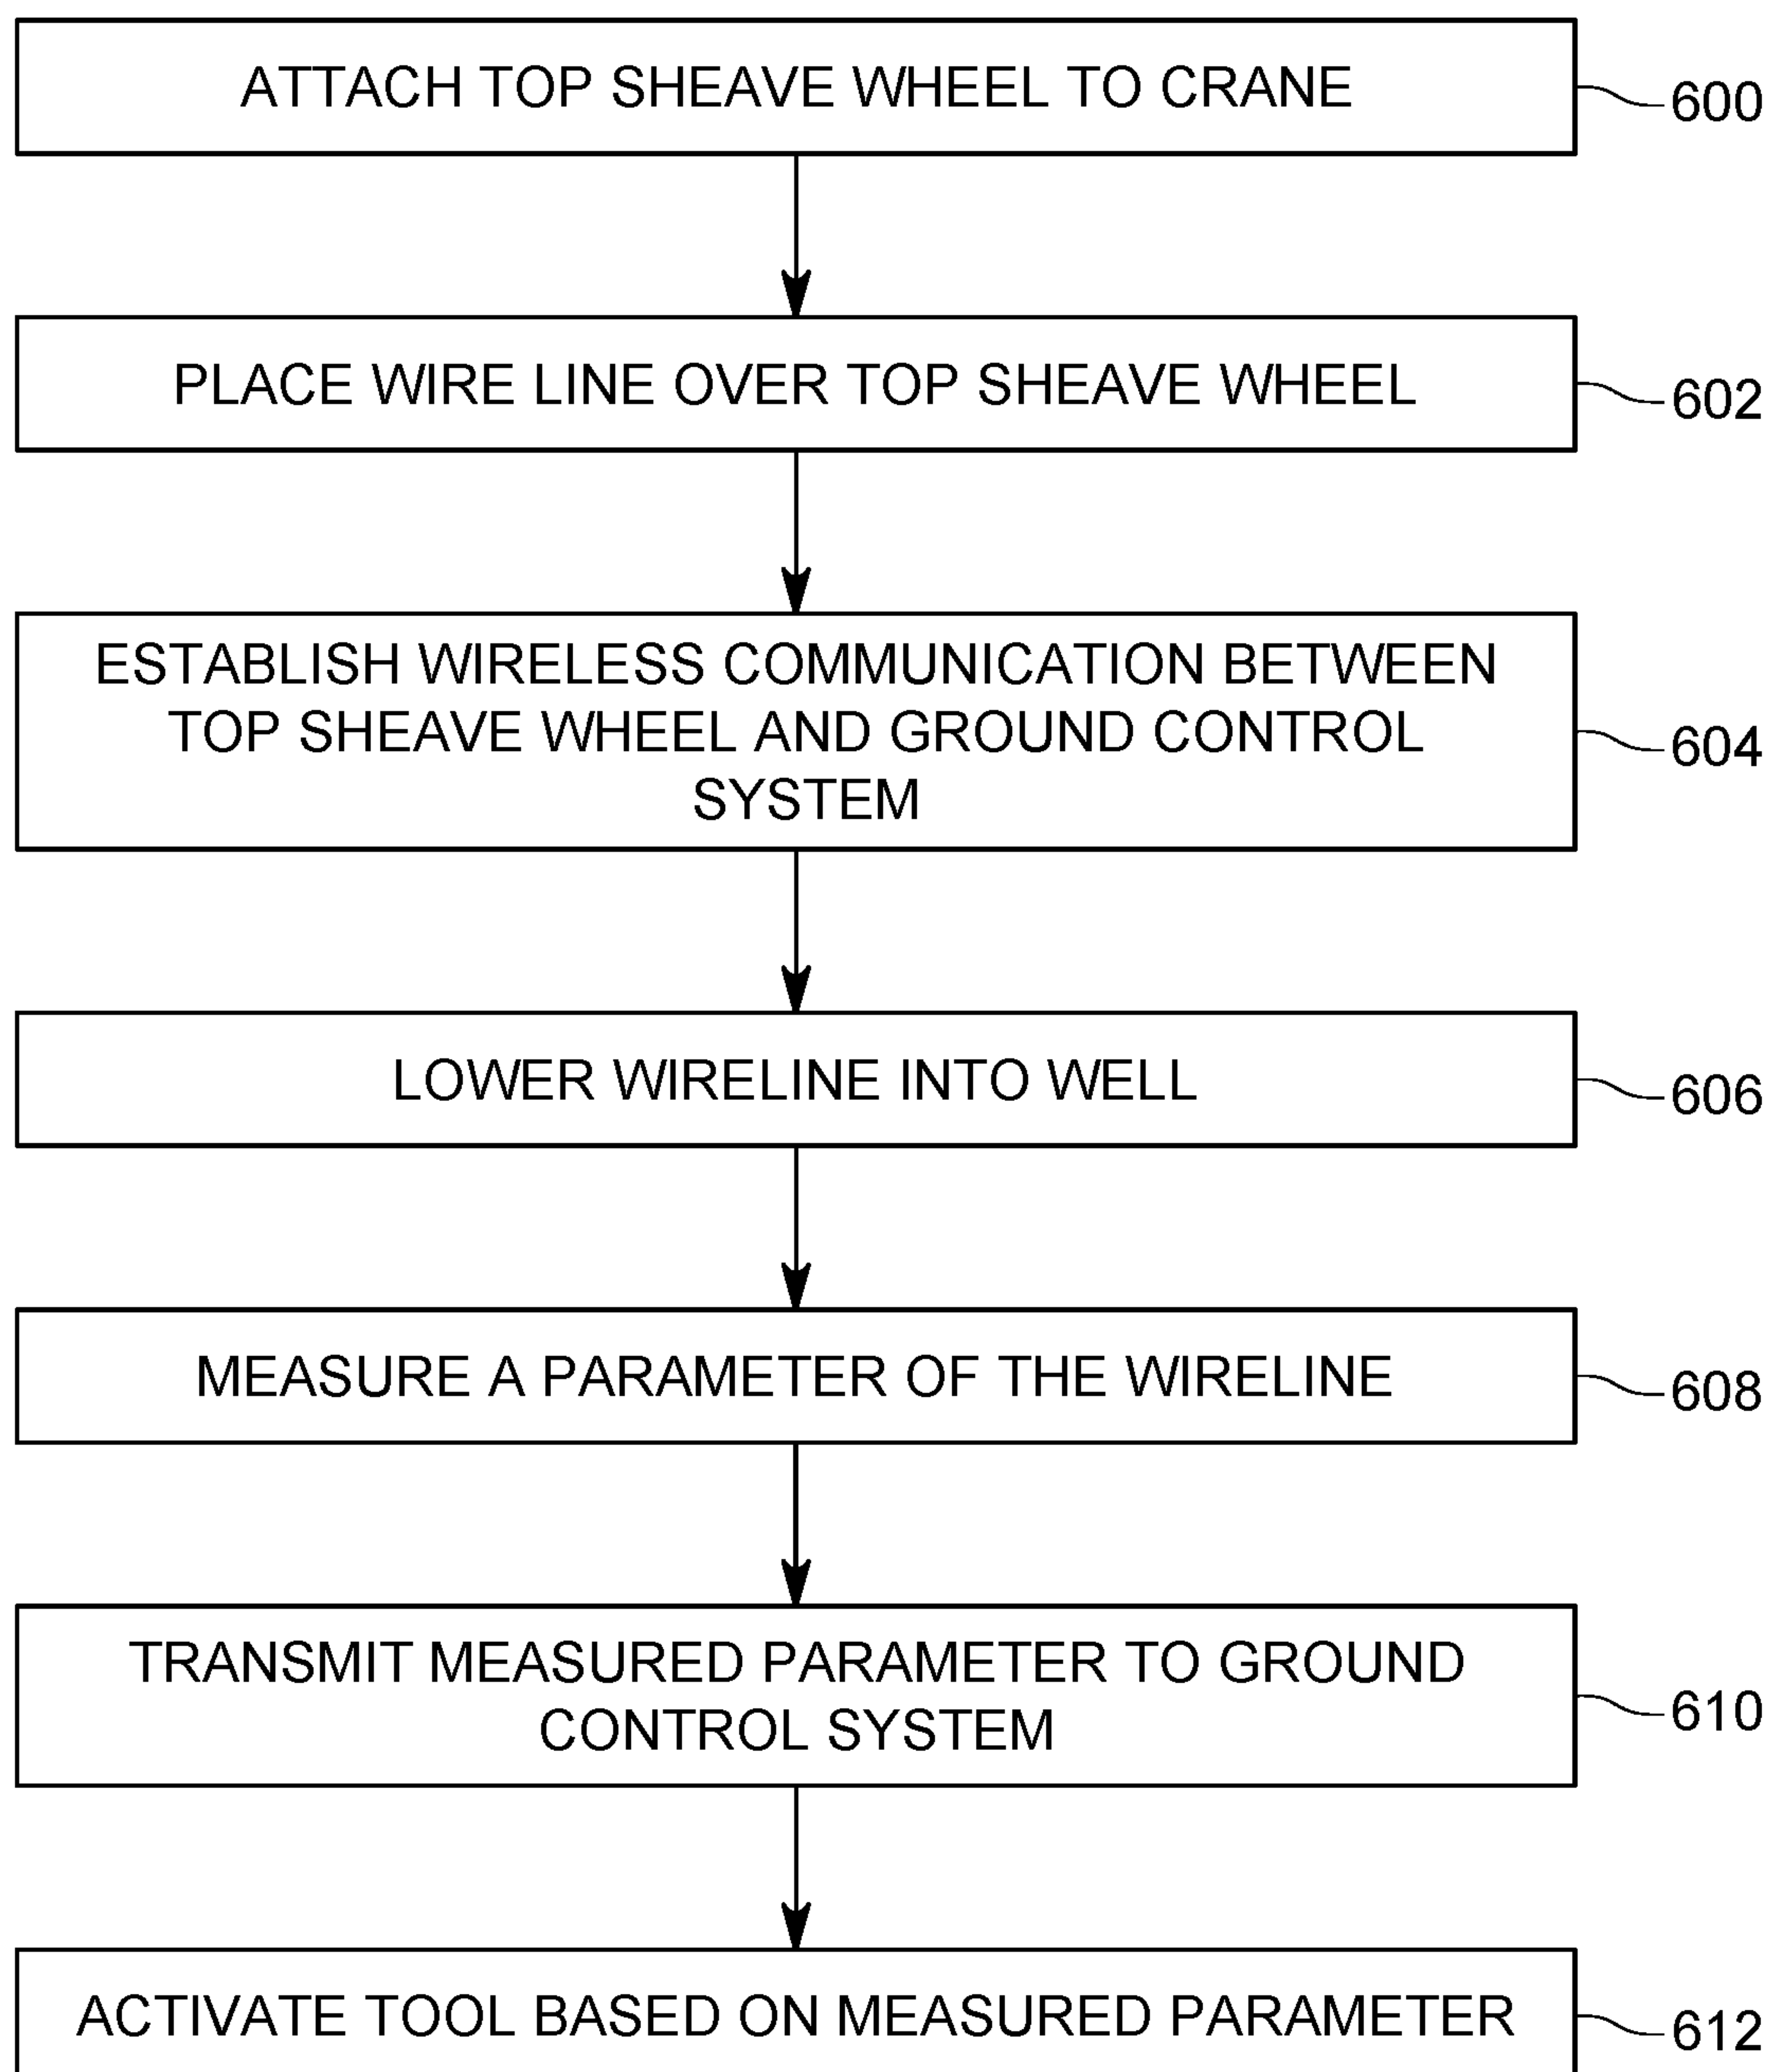 ATTACH TOP SHEAVE WHEEL TO CRANE
600
PLACE WIRE LINE OVER TOP SHEAVE WHEEL
602
ESTABLISH WIRELESS COMMUNICATION BETWEEN
TOP SHEAVE WHEEL AND GROUND CONTROL
SYSTEM
604
LOWER WIRELINE INTO WELL
606
MEASURE A PARAMETER OF THE WIRELINE
608
TRANSMIT MEASURED PARAMETER TO GROUND
CONTROL SYSTEM
610
ACTIVATE TOOL BASED ON MEASURED PARAMETER
612